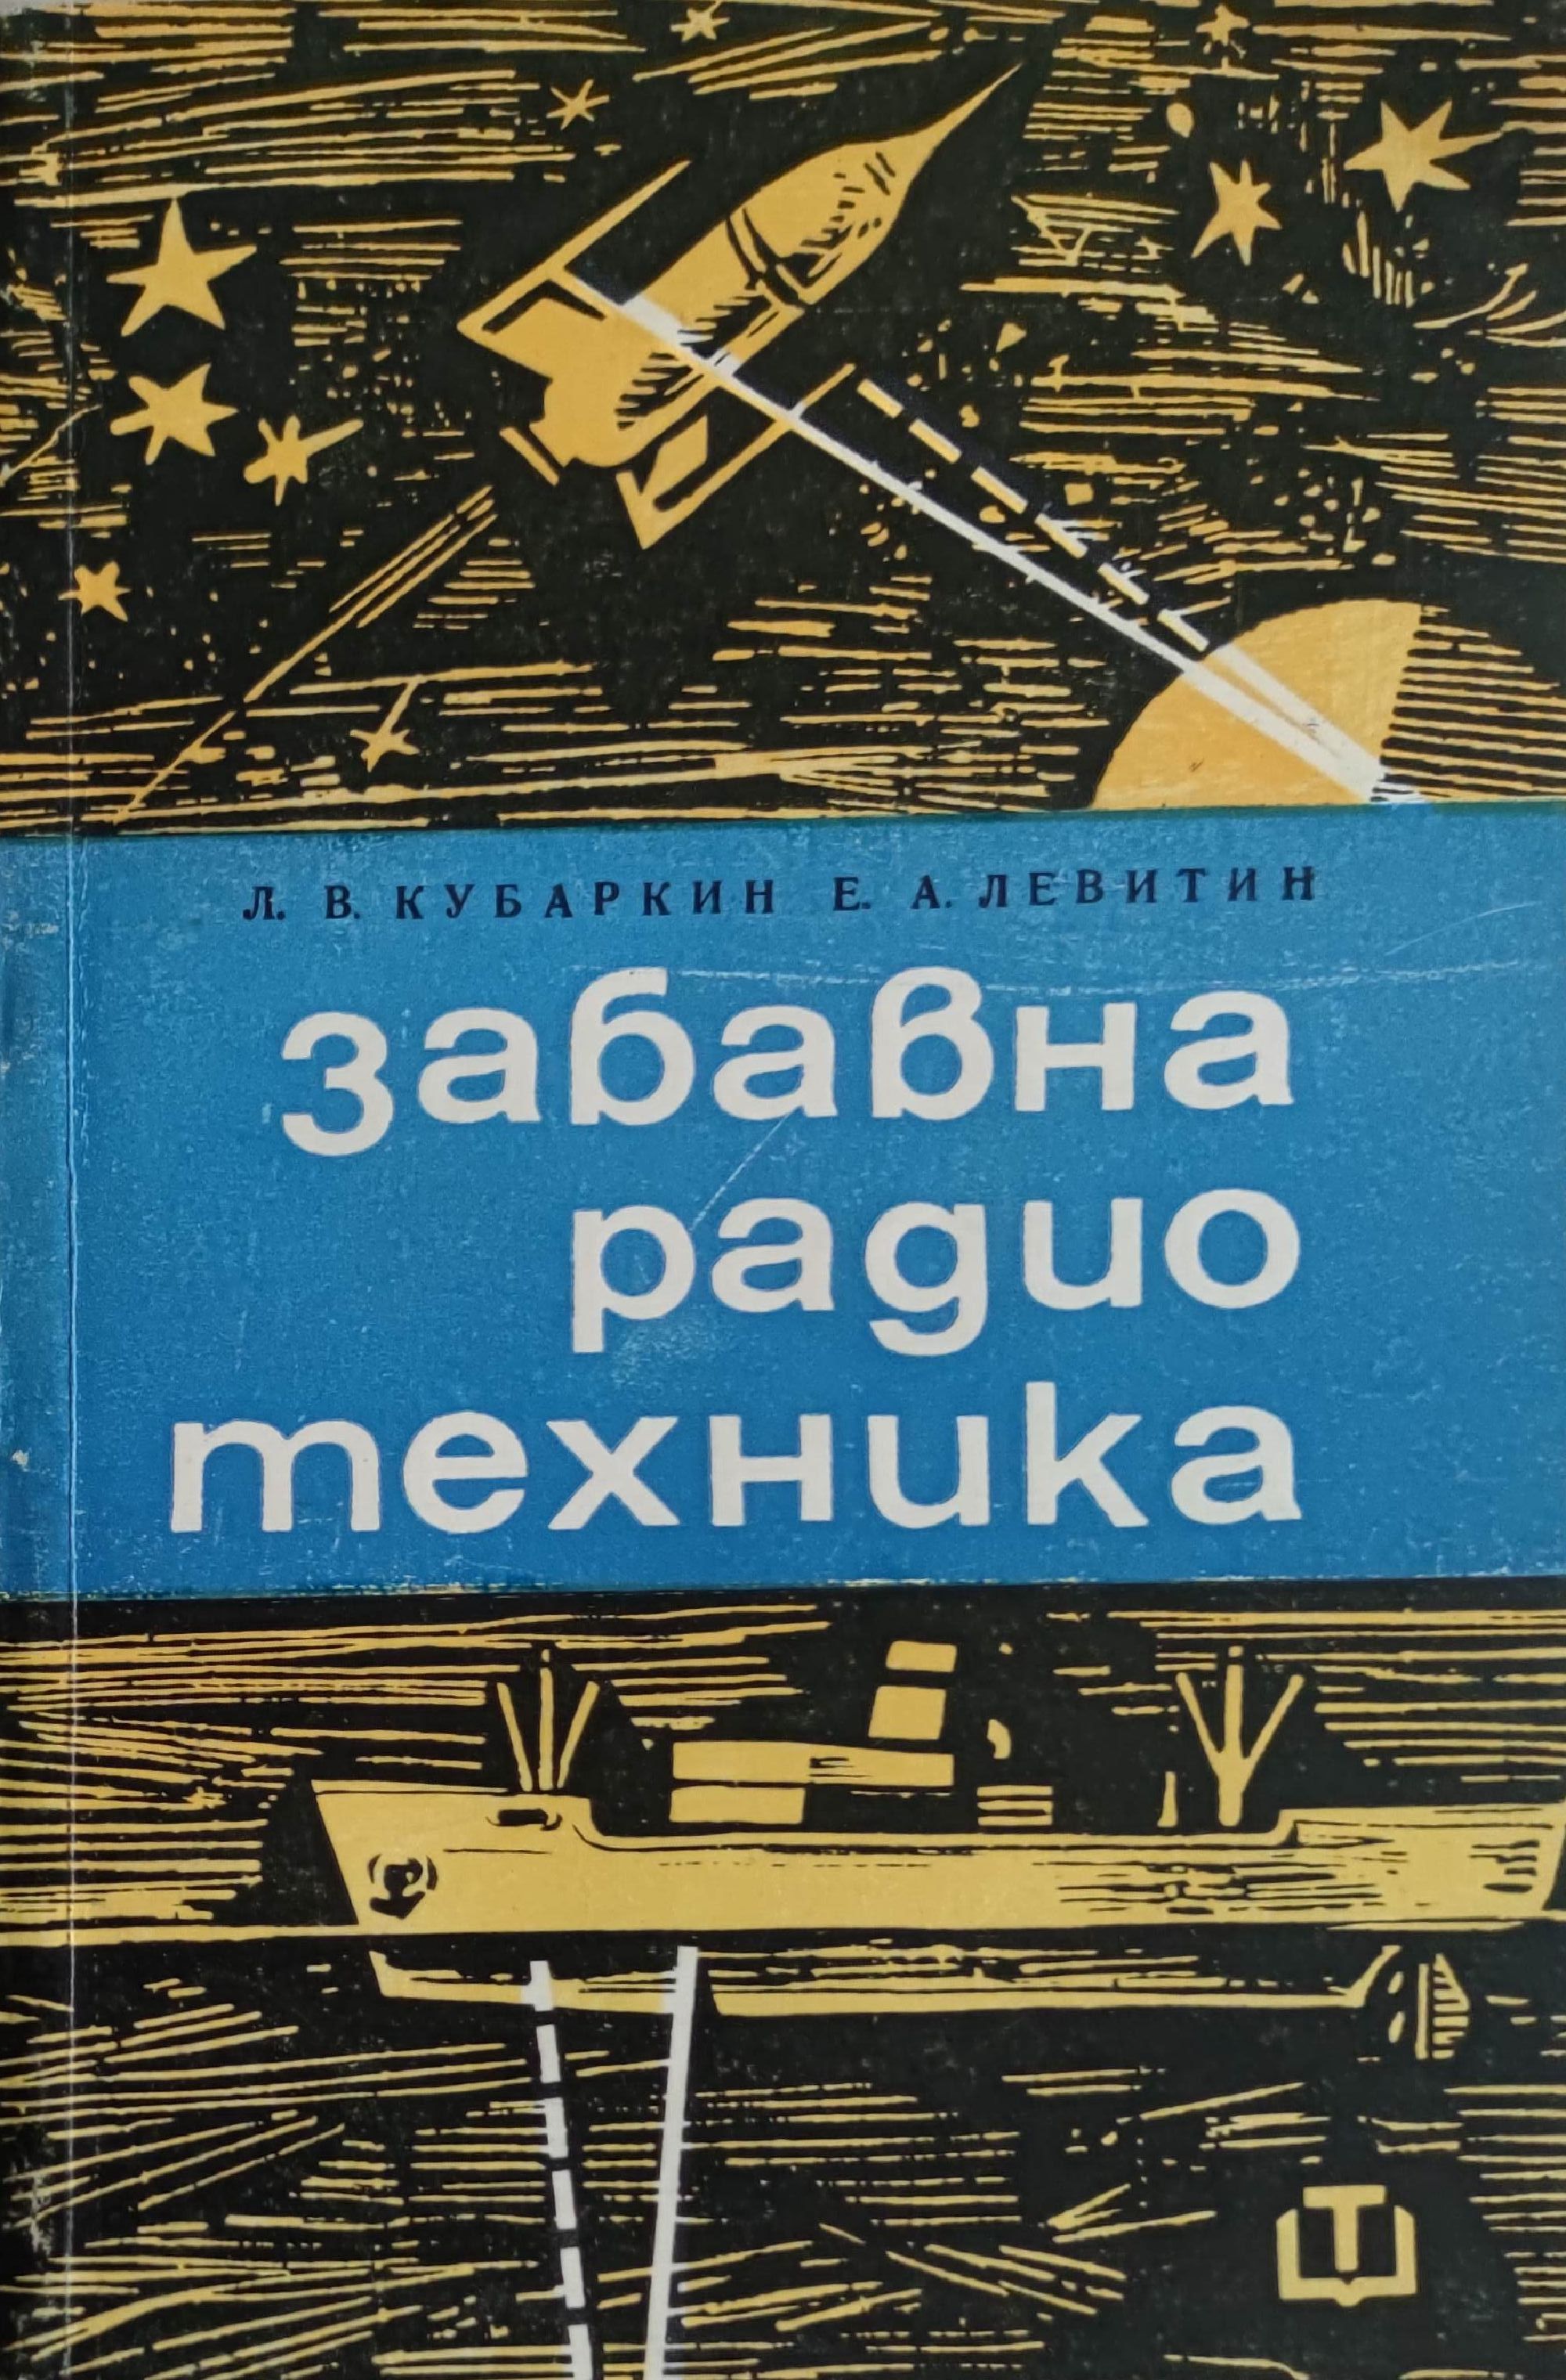 Л. В. КУБАРКИН Е. А. ЛЕВИТИН
забавна
радио
техника
Т